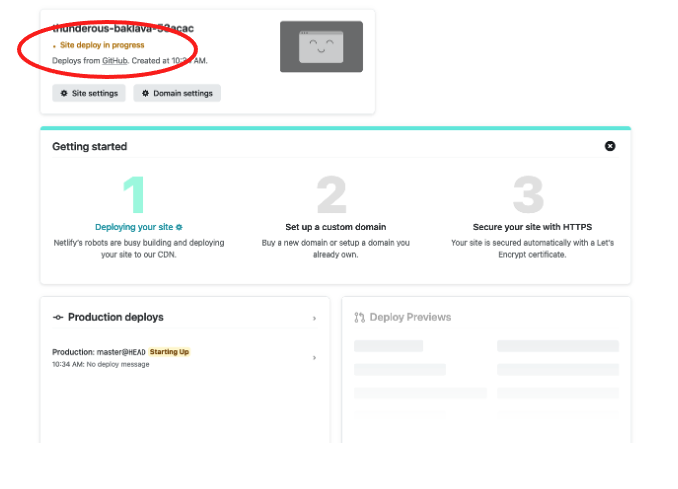 thunderous-baklava-53acac
Site deploy in progress
Deploys from GitHub. Created at 10:34 AM.
Site settings
Domain settings
Getting started
1
Deploying your site
Netlify's robots are busy building and deploying
your site to our CDN.
2
Set up a custom domain
Buy a new domain or setup a domain you
already own.
3
Secure your site with HTTPS
Your site is secured automatically with a Let's
Encrypt certificate.
Production deploys
Production: master@HEAD Starting Up
10:34 AM: No deploy message
Deploy Previews